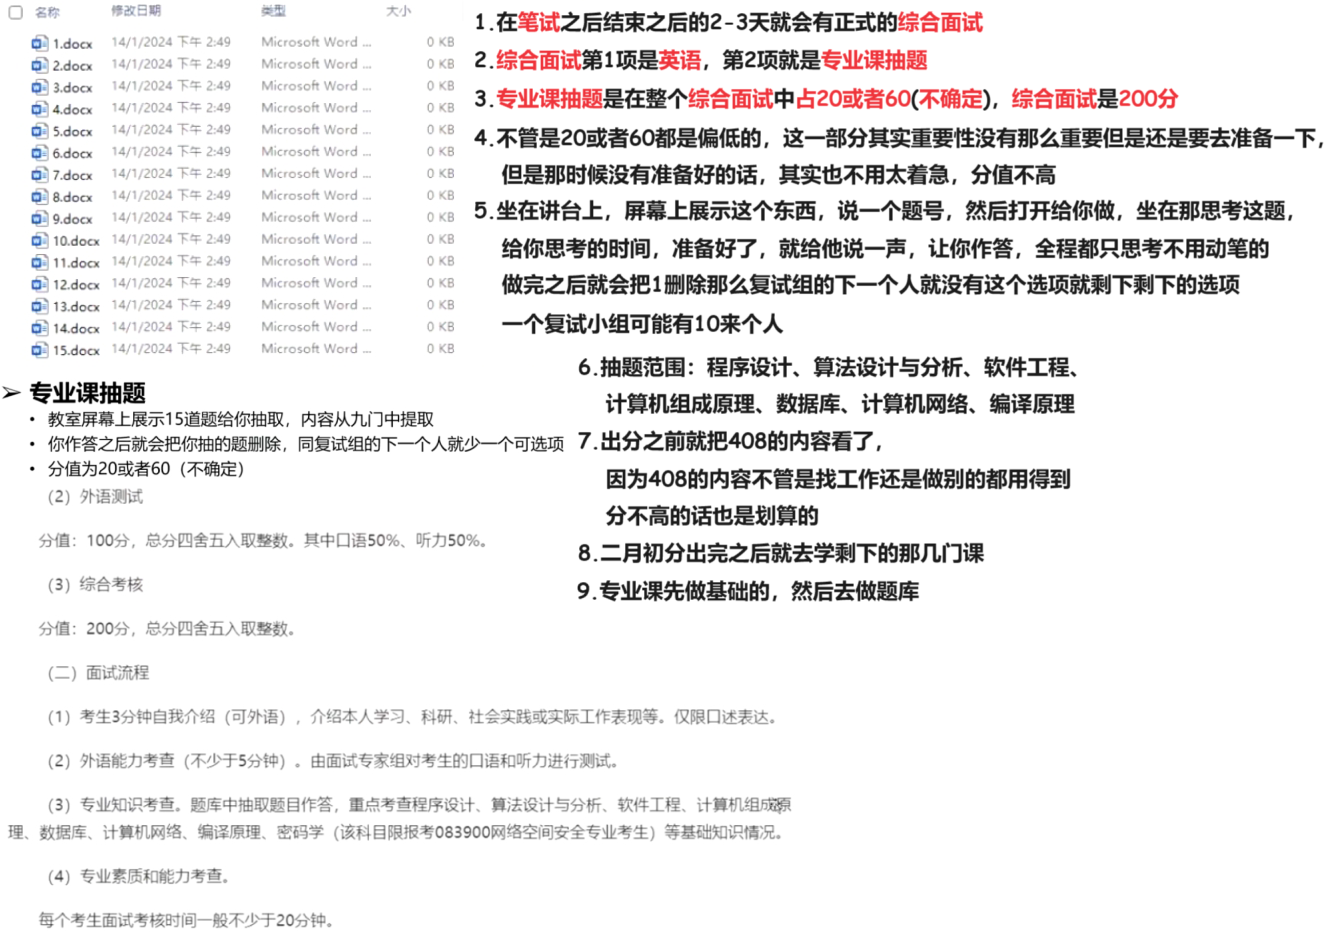 名称 修改日期 类型 大小
1.docx 14/1/2024 下午 2:49 Microsoft Word ... 0 KB
2.docx 14/1/2024 下午 2:49 Microsoft Word ... 0 KB
3.docx 14/1/2024 下午 2:49 Microsoft Word ... 0 KB
4.docx 14/1/2024 下午 2:49 Microsoft Word ... 0 KB
5.docx 14/1/2024 下午 2:49 Microsoft Word ... 0 KB
6.docx 14/1/2024 下午 2:49 Microsoft Word ... 0 KB
7.docx 14/1/2024 下午 2:49 Microsoft Word ... 0 KB
8.docx 14/1/2024 下午 2:49 Microsoft Word ... 0 KB
9.docx 14/1/2024 下午 2:49 Microsoft Word ... 0 KB
10.docx 14/1/2024 下午 2:49 Microsoft Word ... 0 KB
11.docx 14/1/2024 下午 2:49 Microsoft Word ... 0 KB
12.docx 14/1/2024 下午 2:49 Microsoft Word ... 0 KB
13.docx 14/1/2024 下午 2:49 Microsoft Word ... 0 KB
14.docx 14/1/2024 下午 2:49 Microsoft Word ... 0 KB
15.docx 14/1/2024 下午 2:49 Microsoft Word ... 0 KB
1.在笔试之后结束之后的2-3天就会有正式的综合面试
2.综合面试第1项是英语，第2项就是专业课抽题
3.专业课抽题是在整个综合面试中占20或者60(不确定)，综合面试是200分
4.不管是20或者60都是偏低的，这一部分其实重要性没有那么重要但是还是要去准备一下，
但是那时候没有准备好的话，其实也不用太着急，分值不高
5.坐在讲台上，屏幕上展示这个东西，说一个题号，然后打开给你做，坐在那思考这题，
给你思考的时间，准备好了，就给他说一声，让你作答，全程都只思考不用动笔的
做完之后就会把1删除那么复试组的下一个人就没有这个选项就剩下剩下的选项
一个复试小组可能有10来个人
6.抽题范围：程序设计、算法设计与分析、软件工程、
计算机组成原理、数据库、计算机网络、编译原理
7.出分之前就把408的内容看了，
因为408的内容不管是找工作还是做别的都用得到
分不高的话也是划算的
8.二月初分出完之后就去学剩下的那几门课
9.专业课先做基础的，然后去做题库
➢ 专业课抽题
• 教室屏幕上展示15道题给你抽取，内容从九门中提取
• 你作答之后就会把你抽的题删除，同复试组的下一个人就少一个可选项
• 分值为20或者60（不确定）
（2）外语测试
分值：100分，总分四舍五入取整数。其中口语50%、听力50%。
（3）综合考核
分值：200分，总分四舍五入取整数。
（二）面试流程
（1）考生3分钟自我介绍（可外语），介绍本人学习、科研、社会实践或实际工作表现等。仅限口述表达。
（2）外语能力考查（不少于5分钟）。由面试专家组对考生的口语和听力进行测试。
（3）专业知识考查。题库中抽取题目作答，重点考查程序设计、算法设计与分析、软件工程、计算机组成原
理、数据库、计算机网络、编译原理、密码学（该科目限报考083900网络空间安全专业考生）等基础知识情况。
（4）专业素质和能力考查。
每个考生面试考核时间一般不少于20分钟。